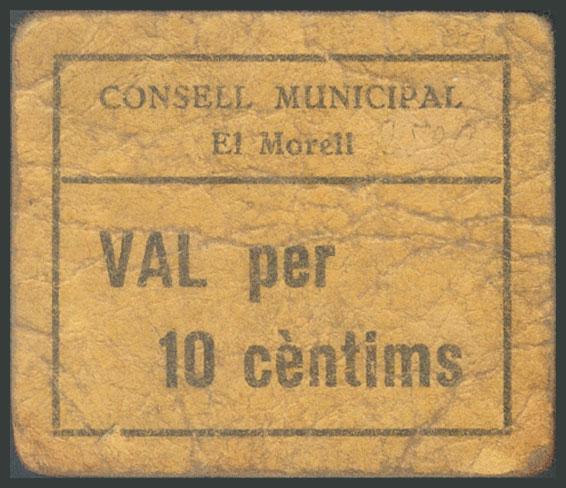 CONSELL MUNICIPAL
El Morell
VAL per
10 cèntims